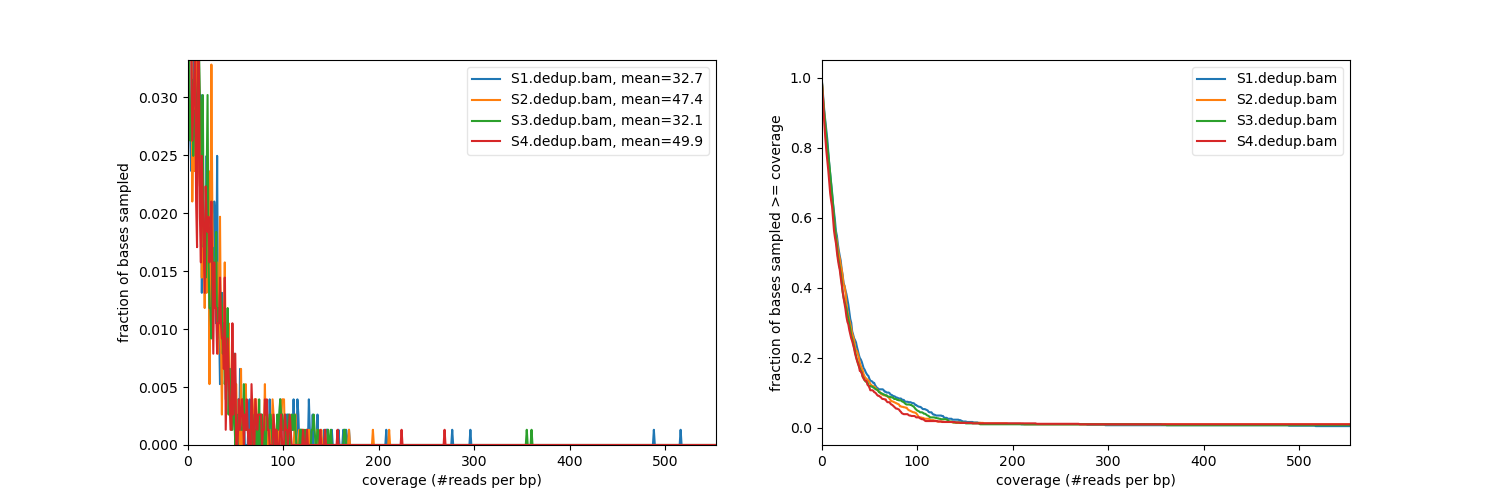 S1.dedup.bam, mean=32.7
S2.dedup.bam, mean=47.4
S3.dedup.bam, mean=32.1
S4.dedup.bam, mean=49.9
fraction of bases sampled
0.030
0.025
0.020
0.015
0.010
0.005
0.000
0 100 200 300 400 500
coverage (#reads per bp)
S1.dedup.bam
S2.dedup.bam
S3.dedup.bam
S4.dedup.bam
fraction of bases sampled >= coverage
1.0
0.8
0.6
0.4
0.2
0.0
0 100 200 300 400 500
coverage (#reads per bp)